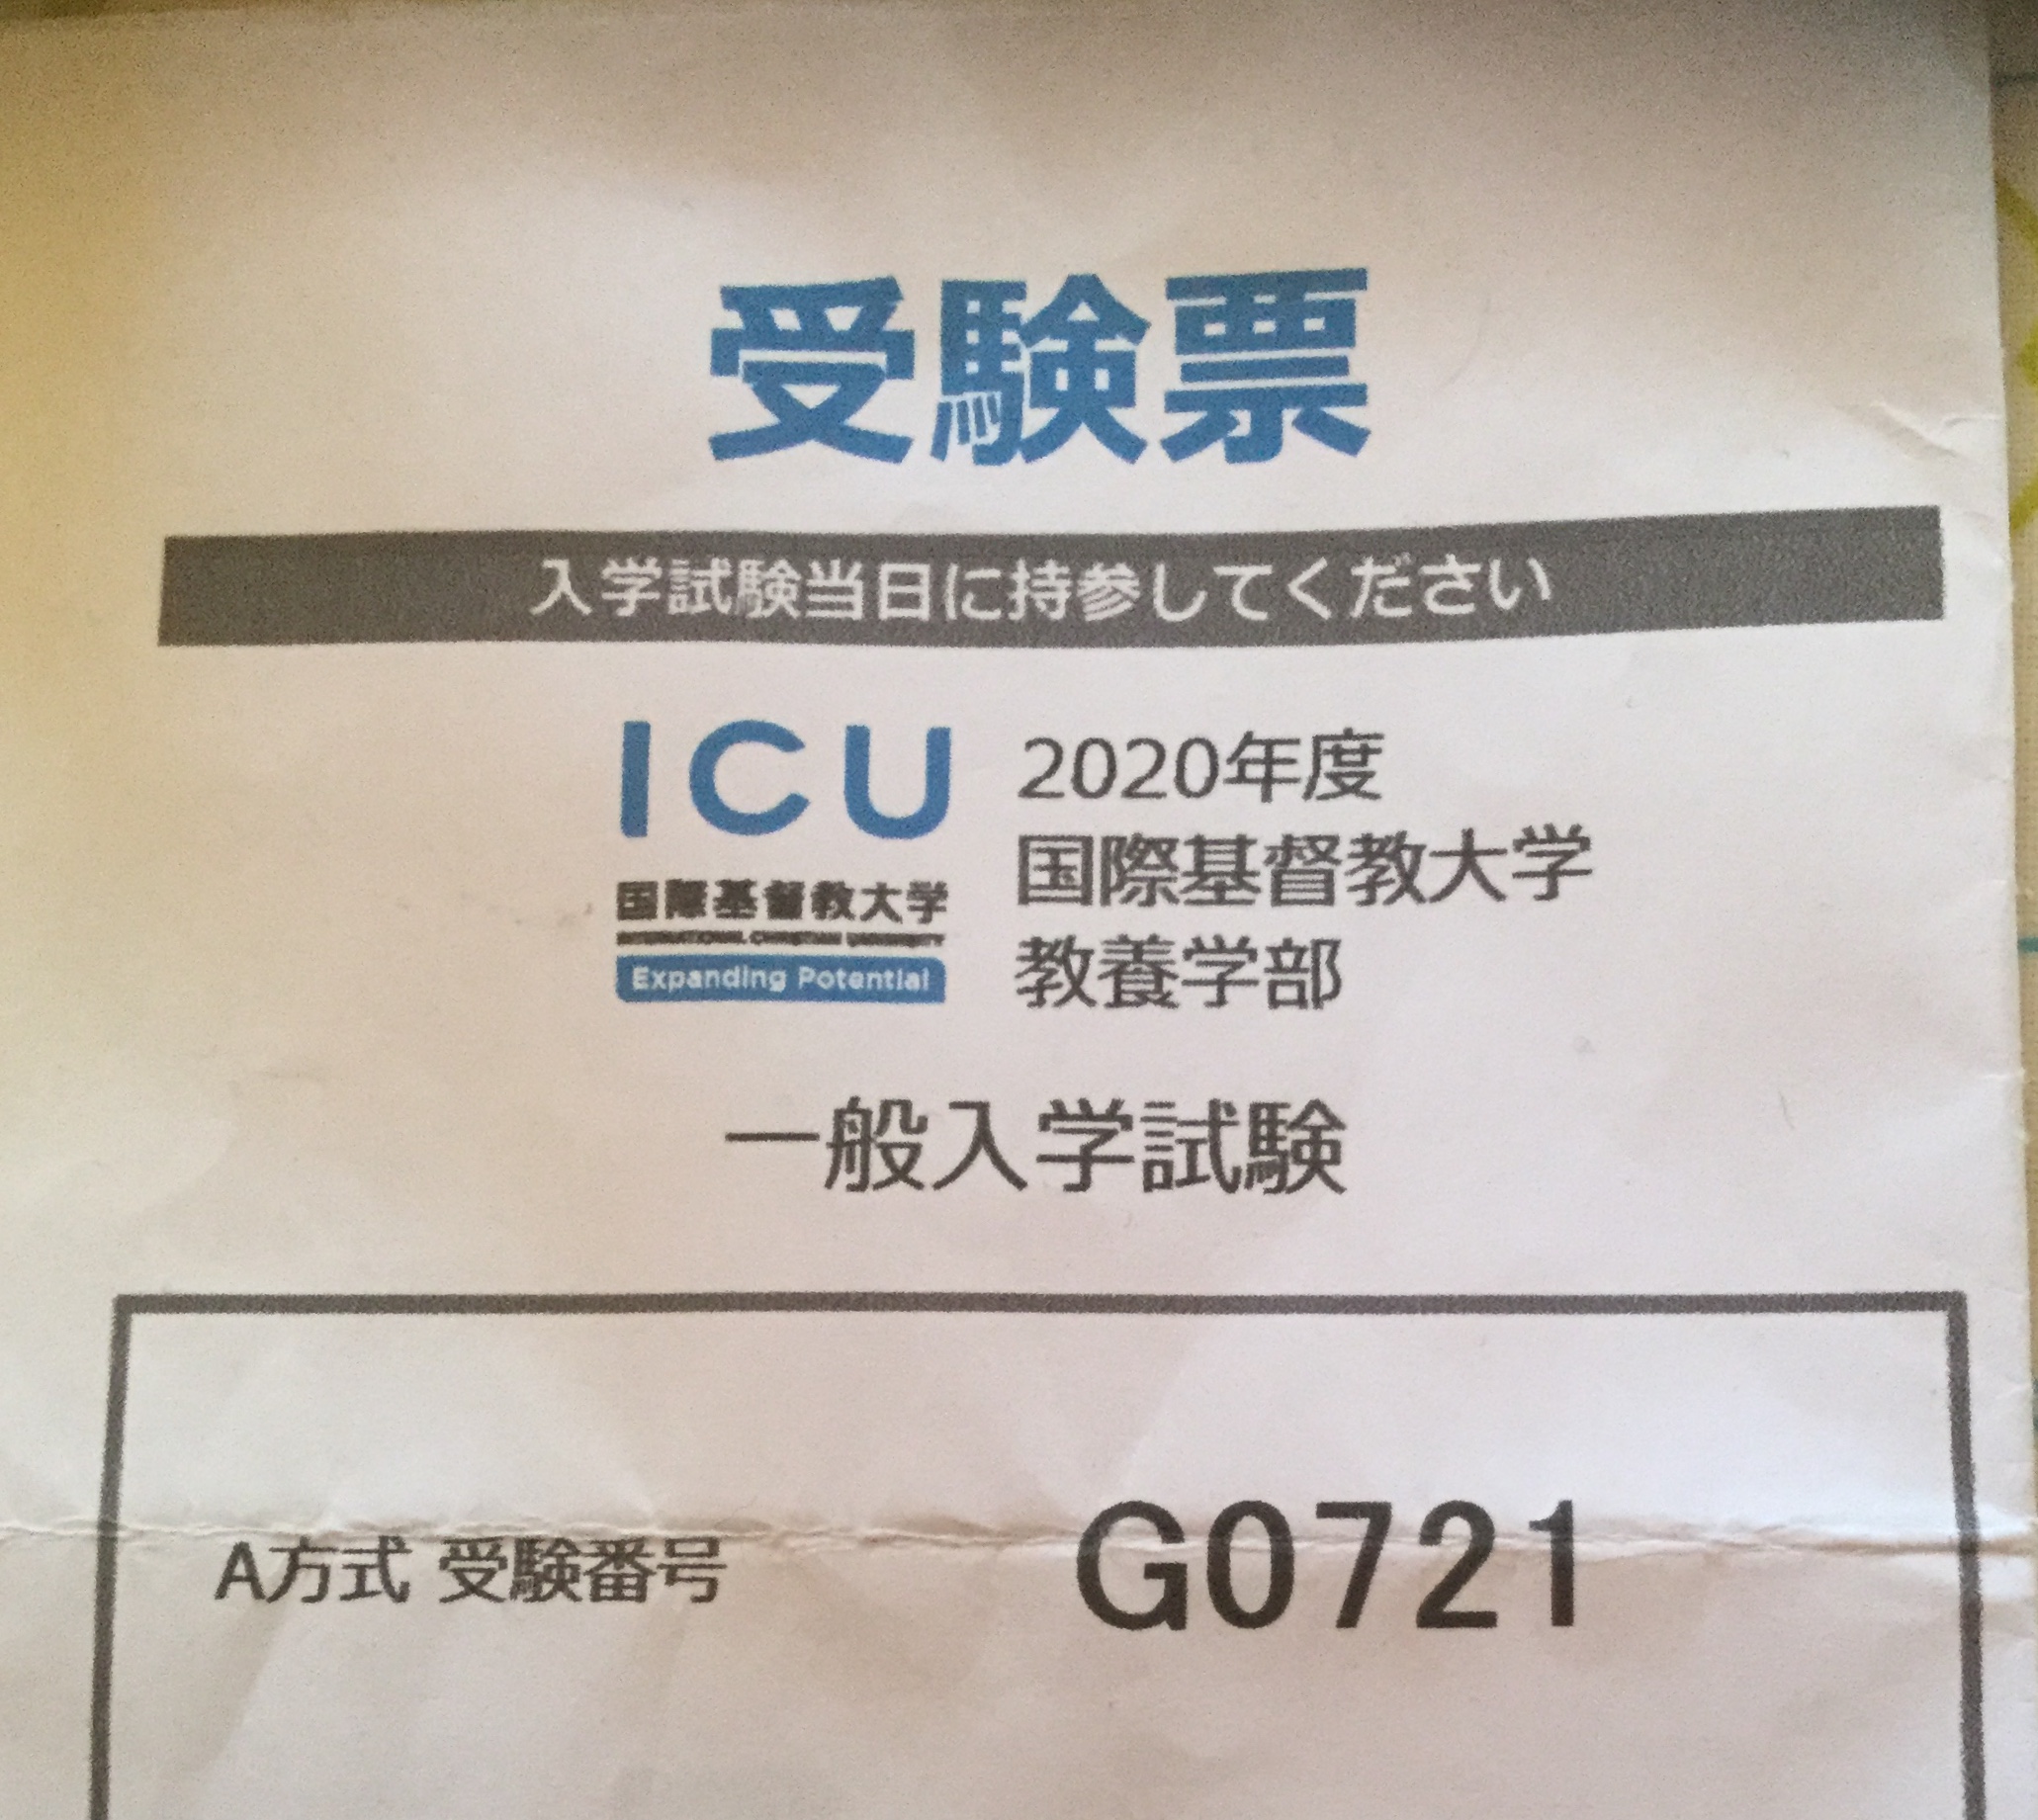 受験票
入学試験当日に持参してください
ICU
国際基督教大学
INTERNATIONAL CHRISTIAN UNIVERSITY
Expanding Potential
2020年度
国際基督教大学
教養学部
一般入学試験
A方式 受験番号 G0721